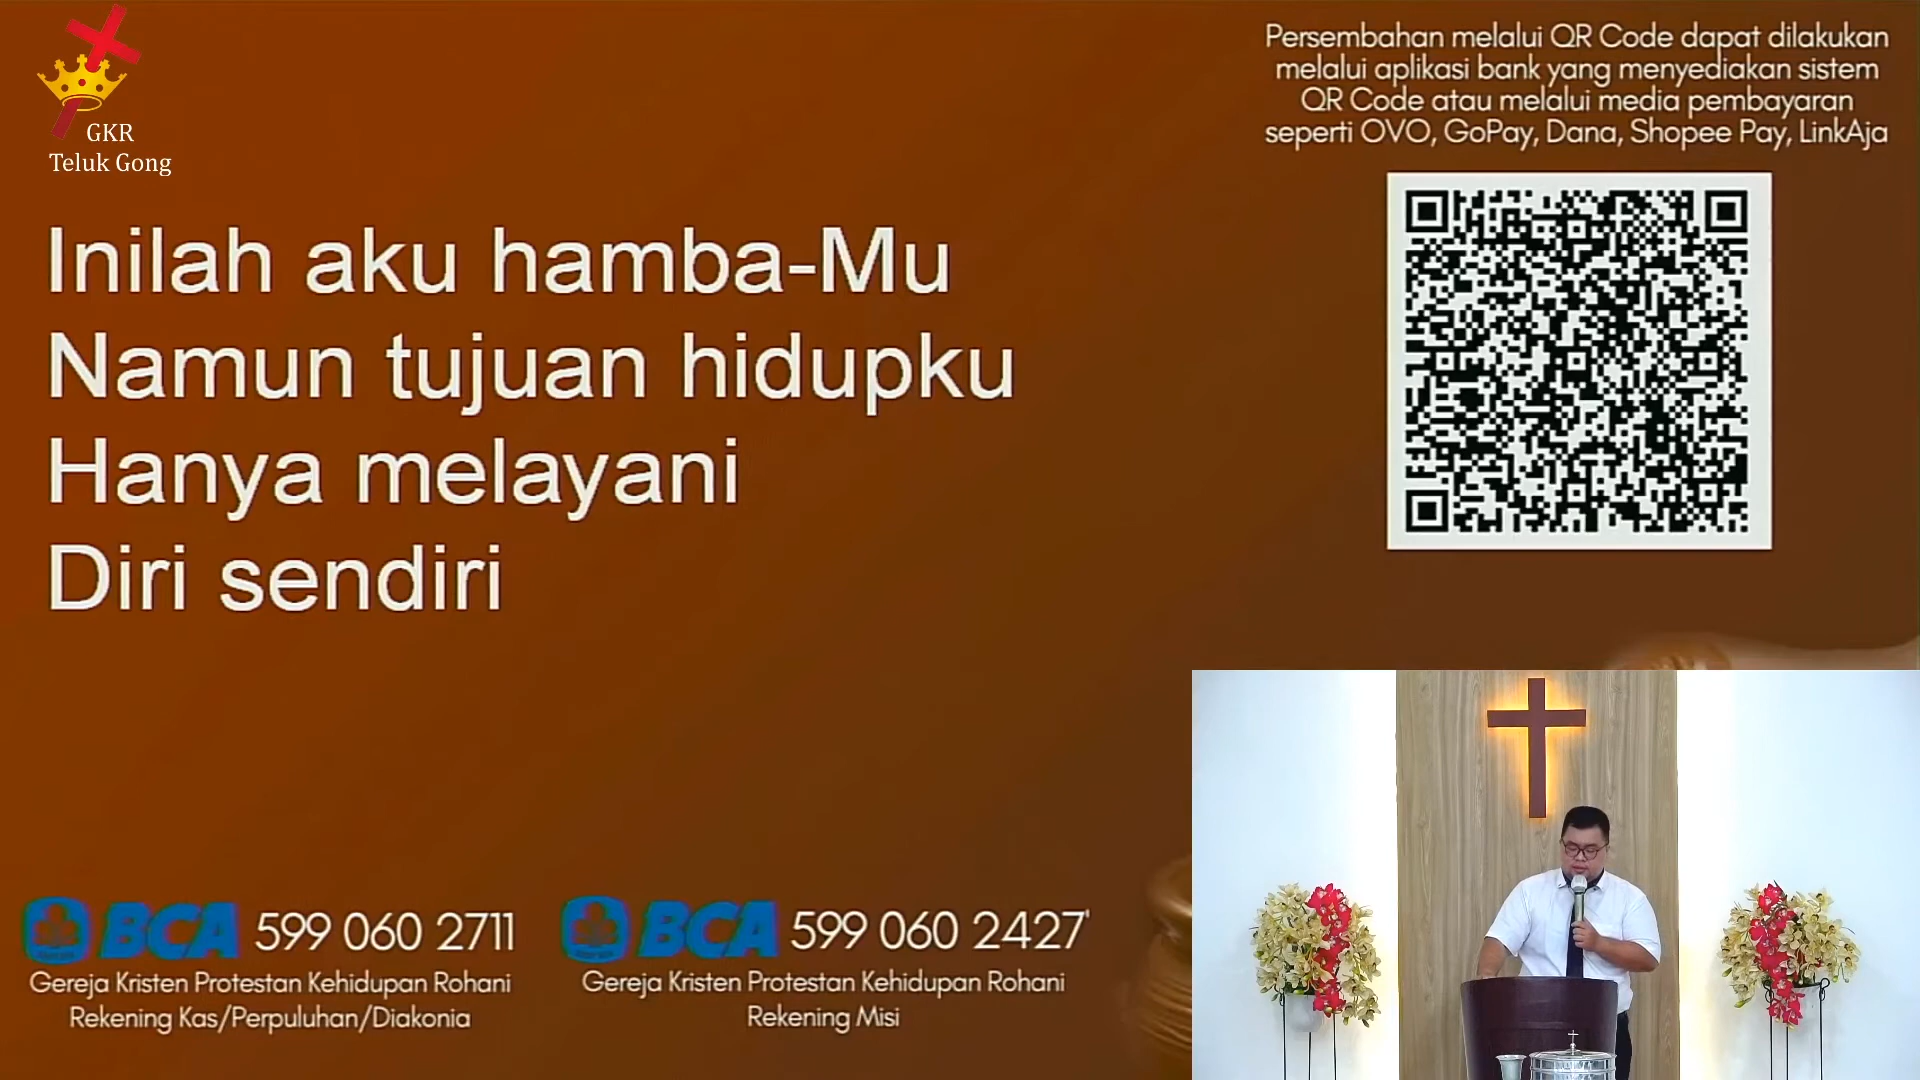 GKR
Teluk Gong
Persembahan melalui QR Code dapat dilakukan
melalui aplikasi bank yang menyediakan sistem
QR Code atau melalui media pembayaran
seperti OVO, GoPay, Dana, Shopee Pay, LinkAja
Inilah aku hamba-Mu
Namun tujuan hidupku
Hanya melayani
Diri sendiri
BCA 599 060 2711
Gereja Kristen Protestan Kehidupan Rohani
Rekening Kas/Perpuluhan/Diakonia
BCA 599 060 2427
Gereja Kristen Protestan Kehidupan Rohani
Rekening Misi